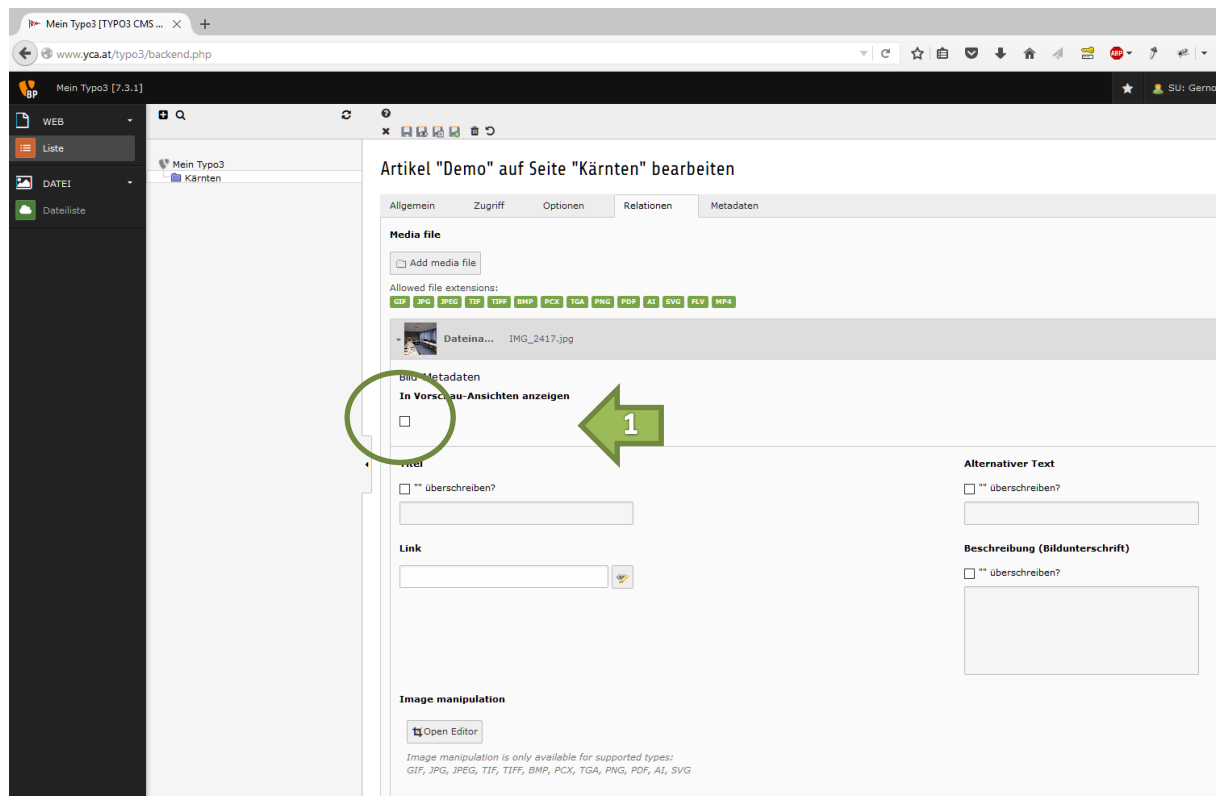 Mein Typo3 [TYPO3 CMS ...
www.yca.at/typo3/backend.php
ABP
BP
Mein Typo3 [7.3.1]
SU: Gerno
WEB
Liste
DATEI
Dateiliste
Mein Typo3
Kärnten
Artikel "Demo" auf Seite "Kärnten" bearbeiten
Allgemein Zugriff Optionen Relationen Metadaten
Media file
Add media file
Allowed file extensions:
GIF JPG JPEG TIF TIFF BMP PCX TGA PNG PDF AI SVG FLV MP4
Dateina... IMG_2417.jpg
Bild-Metadaten
In Vorschau-Ansichten anzeigen
1
Titel Alternativer Text
"" überschreiben? "" überschreiben?
Link Beschreibung (Bildunterschrift)
"" überschreiben?
Image manipulation
Open Editor
Image manipulation is only available for supported types:
GIF, JPG, JPEG, TIF, TIFF, BMP, PCX, TGA, PNG, PDF, AI, SVG